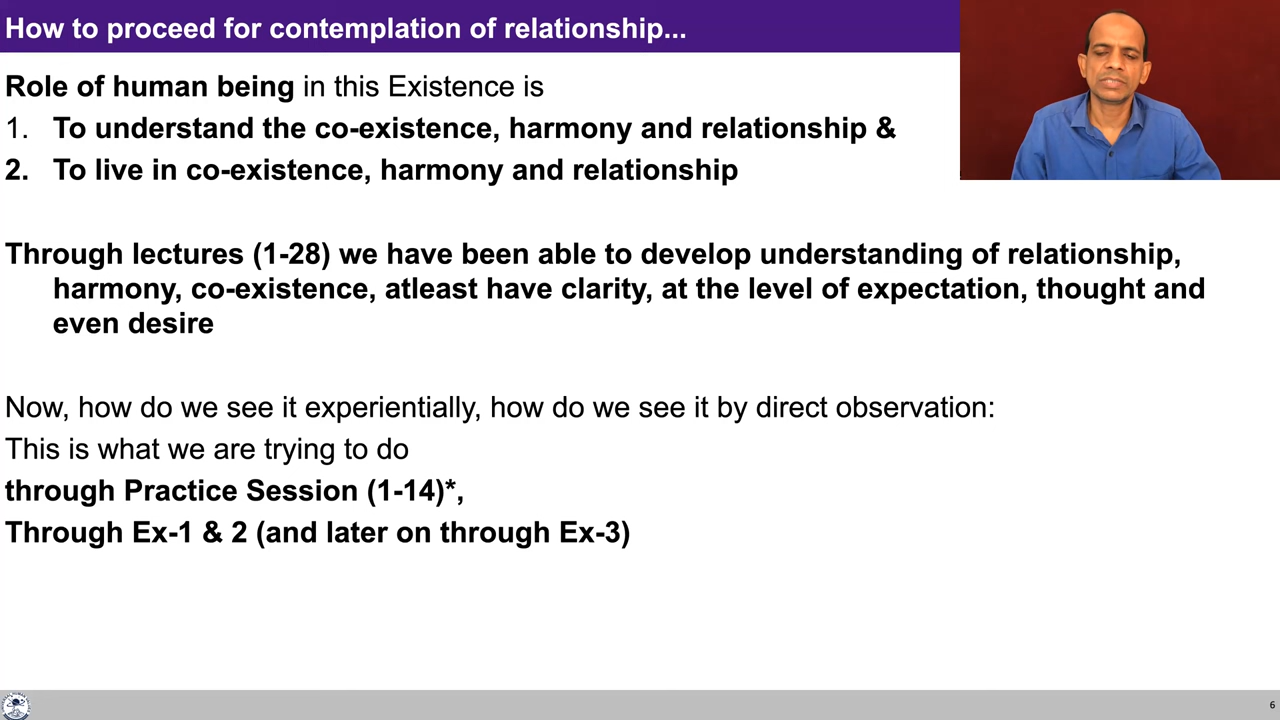 How to proceed for contemplation of relationship...
Role of human being in this Existence is
1. To understand the co-existence, harmony and relationship &
2. To live in co-existence, harmony and relationship
Through lectures (1-28) we have been able to develop understanding of relationship,
harmony, co-existence, atleast have clarity, at the level of expectation, thought and
even desire
Now, how do we see it experientially, how do we see it by direct observation:
This is what we are trying to do
through Practice Session (1-14)*,
Through Ex-1 & 2 (and later on through Ex-3)
6